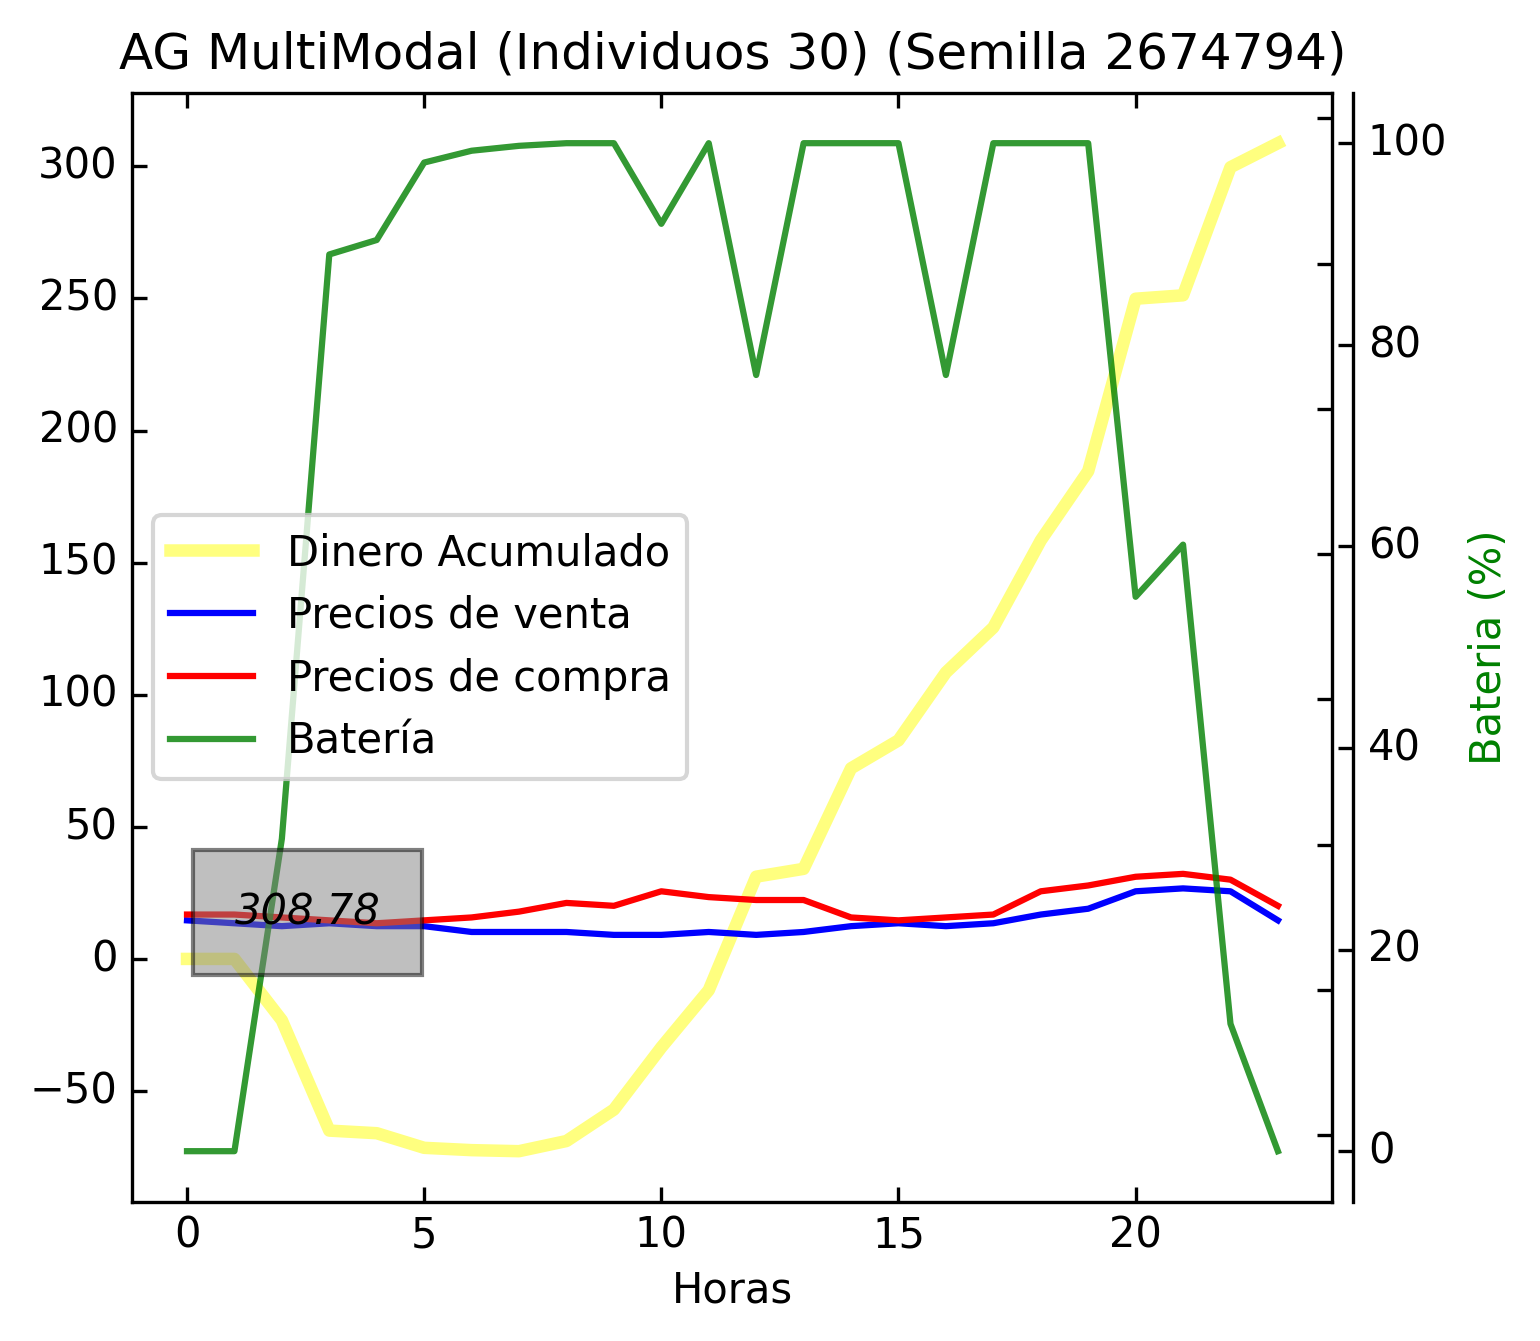 AG MultiModal (Individuos 30) (Semilla 2674794)
300
250
200
150
100
50
0
−50
100
80
60
40
20
0
Bateria (%)
Dinero Acumulado
Precios de venta
Precios de compra
Batería
308.78
0 5 10 15 20
Horas